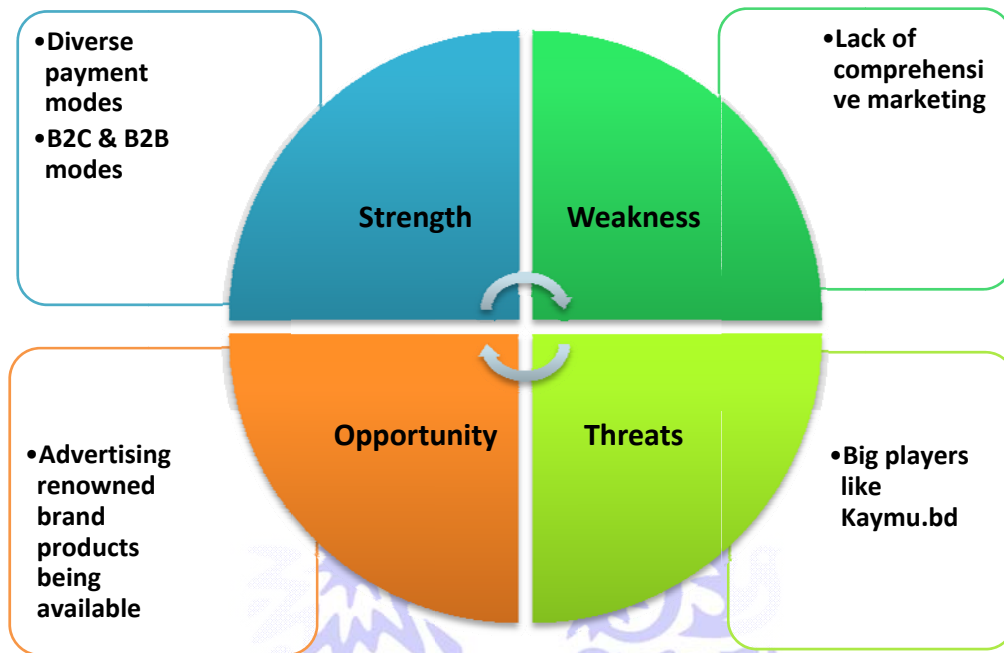 •Diverse
payment
modes
•B2C & B2B
modes
•Lack of
comprehensi
ve marketing
Strength
Weakness
Opportunity
Threats
•Advertising
renowned
brand
products
being
available
•Big players
like
Kaymu.bd